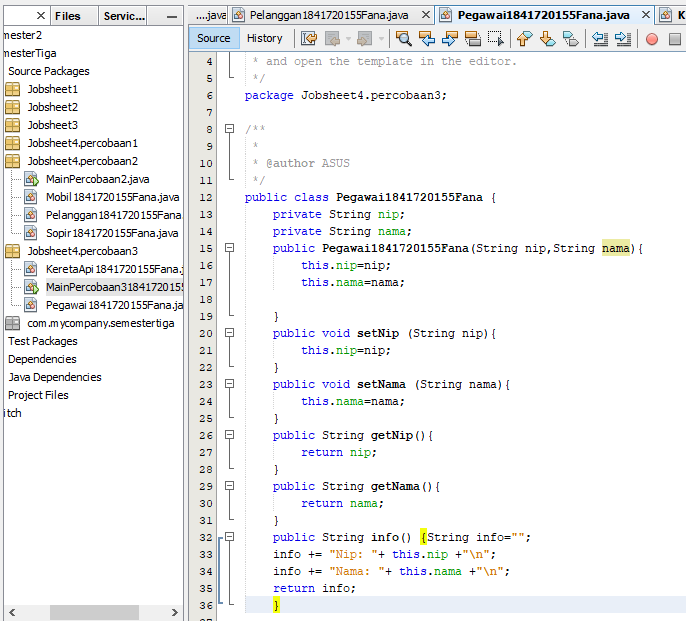 Files
Servic...
....java
Pelanggan1841720155Fana.java
Pegawai1841720155Fana.java
K
Source
History
mester2
mesterTiga
Source Packages
Jobsheet1
Jobsheet2
Jobsheet3
Jobsheet4.percobaan1
Jobsheet4.percobaan2
MainPercobaan2.java
Mobil1841720155Fana.java
Pelanggan1841720155Fana.
Sopir1841720155Fana.java
Jobsheet4.percobaan3
KeretaApi1841720155Fana.j
MainPercobaan31841720155
Pegawai1841720155Fana.ja
com.mycompany.semestertiga
Test Packages
Dependencies
Java Dependencies
Project Files
itch
4 * and open the template in the editor.
5 */
6 package Jobsheet4.percobaan3;
7
8 /**
9 *
10 * @author ASUS
11 */
12 public class Pegawai1841720155Fana {
13 private String nip;
14 private String nama;
15 public Pegawai1841720155Fana(String nip,String nama){
16 this.nip=nip;
17 this.nama=nama;
18
19 }
20 public void setNip (String nip){
21 this.nip=nip;
22 }
23 public void setNama (String nama){
24 this.nama=nama;
25 }
26 public String getNip(){
27 return nip;
28 }
29 public String getNama(){
30 return nama;
31 }
32 public String info() {String info="";
33 info += "Nip: "+ this.nip +"\n";
34 info += "Nama: "+ this.nama +"\n";
35 return info;
36 }